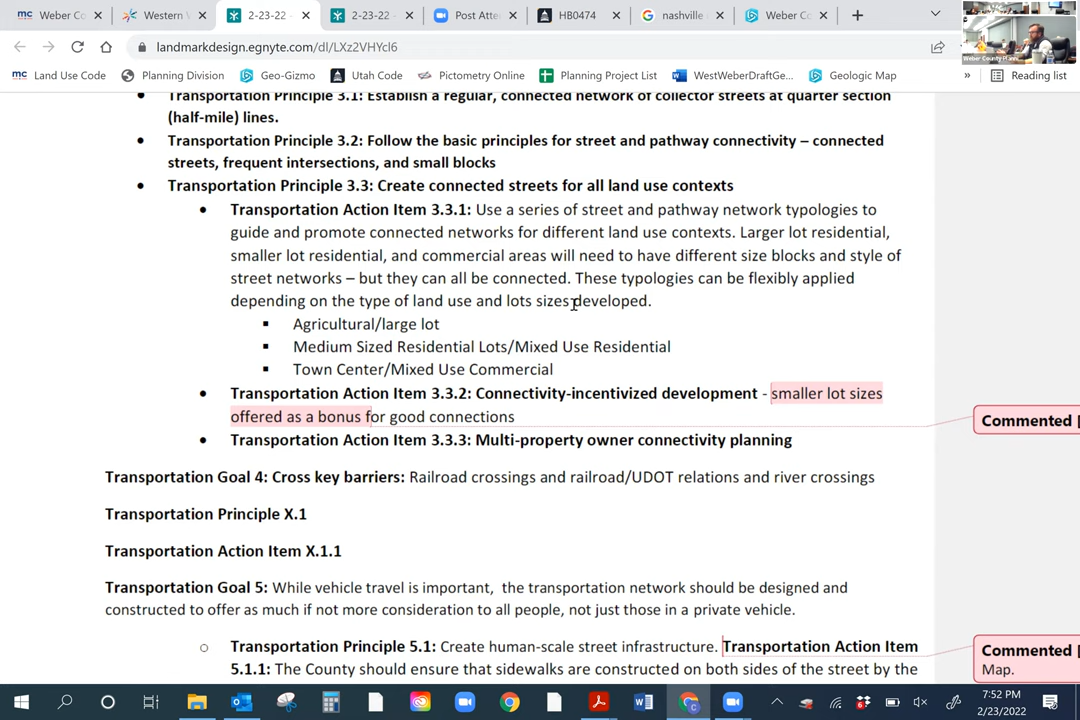 Weber Co
Western
2-23-22
2-23-22
Post Atte
HB0474
nashville
Weber Co
landmarkdesign.egnyte.com/dl/LXz2VHYcl6
Land Use Code
Planning Division
Geo-Gizmo
Utah Code
Pictometry Online
Planning Project List
WestWeberDraftGe...
Geologic Map
»
Reading list
• Transportation Principle 3.1: Establish a regular, connected network of collector streets at quarter section
(half-mile) lines.
• Transportation Principle 3.2: Follow the basic principles for street and pathway connectivity – connected
streets, frequent intersections, and small blocks
• Transportation Principle 3.3: Create connected streets for all land use contexts
• Transportation Action Item 3.3.1: Use a series of street and pathway network typologies to
guide and promote connected networks for different land use contexts. Larger lot residential,
smaller lot residential, and commercial areas will need to have different size blocks and style of
street networks – but they can all be connected. These typologies can be flexibly applied
depending on the type of land use and lots sizes developed.
▪ Agricultural/large lot
▪ Medium Sized Residential Lots/Mixed Use Residential
▪ Town Center/Mixed Use Commercial
• Transportation Action Item 3.3.2: Connectivity-incentivized development - smaller lot sizes
offered as a bonus for good connections
Commented [
• Transportation Action Item 3.3.3: Multi-property owner connectivity planning
Transportation Goal 4: Cross key barriers: Railroad crossings and railroad/UDOT relations and river crossings
Transportation Principle X.1
Transportation Action Item X.1.1
Transportation Goal 5: While vehicle travel is important, the transportation network should be designed and
constructed to offer as much if not more consideration to all people, not just those in a private vehicle.
o Transportation Principle 5.1: Create human-scale street infrastructure. Transportation Action Item
5.1.1: The County should ensure that sidewalks are constructed on both sides of the street by the
Commented [
Map.
7:52 PM
2/23/2022